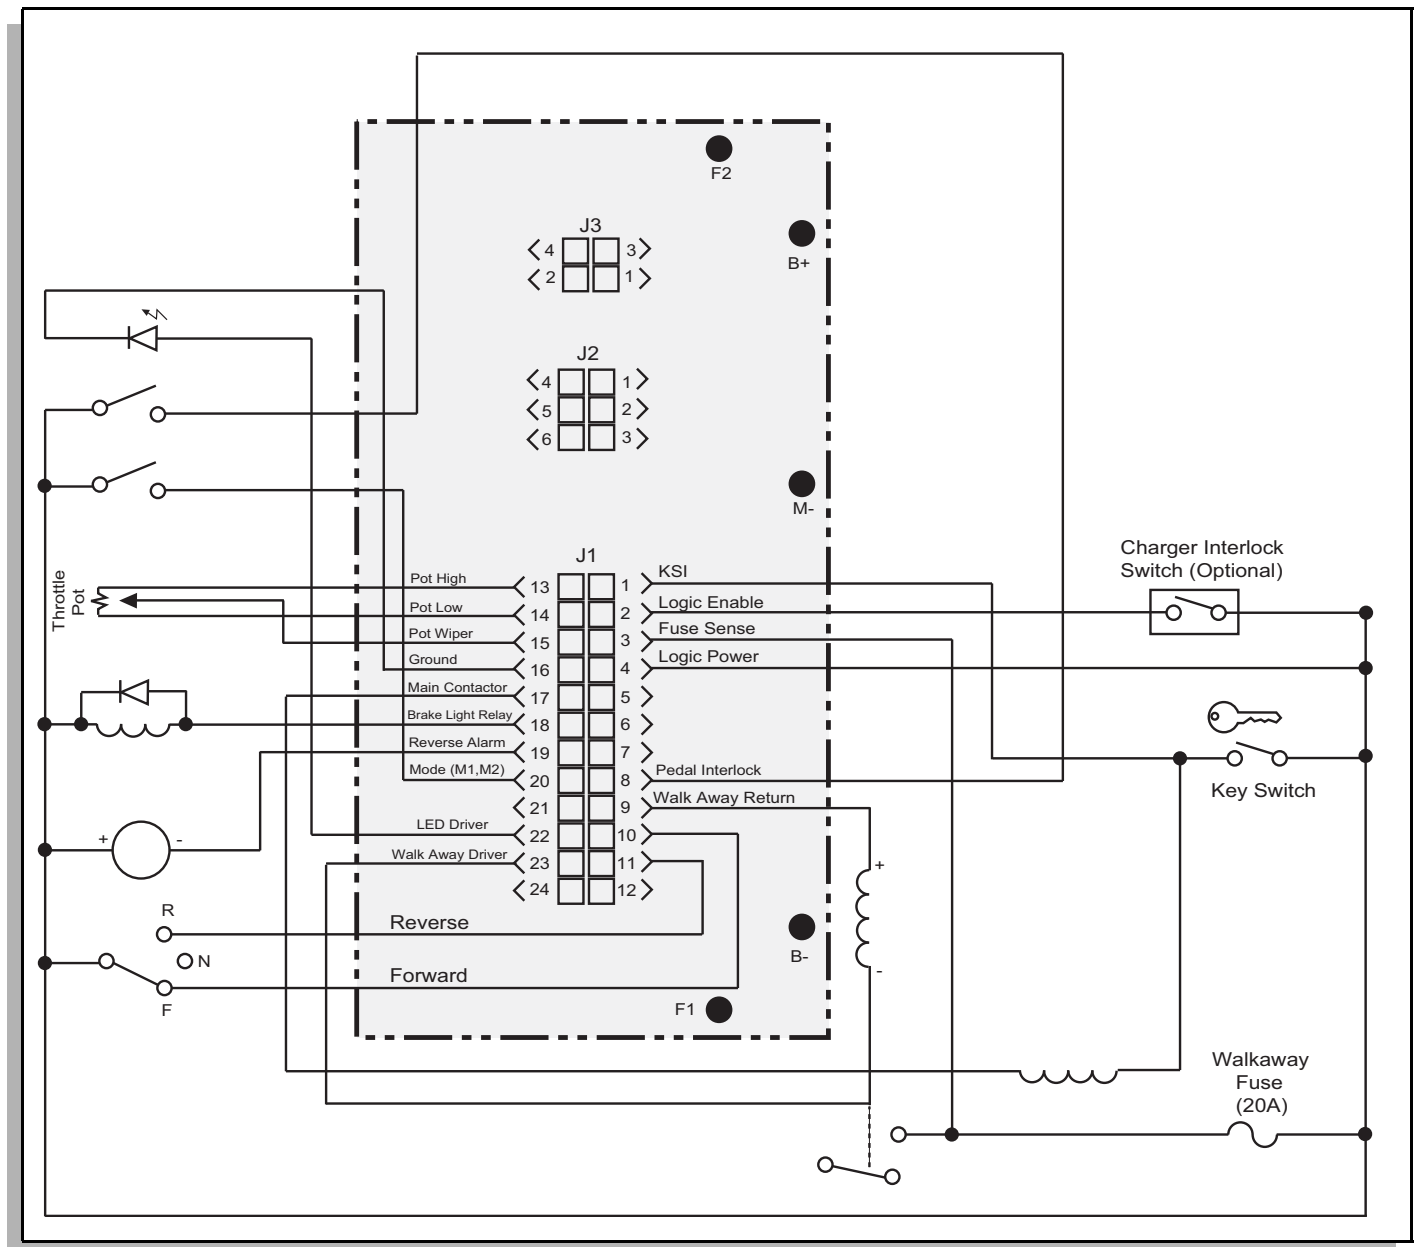 F2
J3
4 3
2 1
B+
J2
4 1
5 2
6 3
M-
J1
Charger Interlock
Switch (Optional)
Throttle
Pot
Pot High 13 1 KSI
Pot Low 14 2 Logic Enable
Pot Wiper 15 3 Fuse Sense
Ground 16 4 Logic Power
Main Contactor 17 5
Brake Light Relay 18 6
Reverse Alarm 19 7
Mode (M1,M2) 20 8 Pedal Interlock
21 9 Walk Away Return
LED Driver 22 10
Walk Away Driver 23 11
24 12
Key Switch
+ -
+
-
R
N
F
Reverse
Forward
B-
F1
Walkaway
Fuse
(20A)